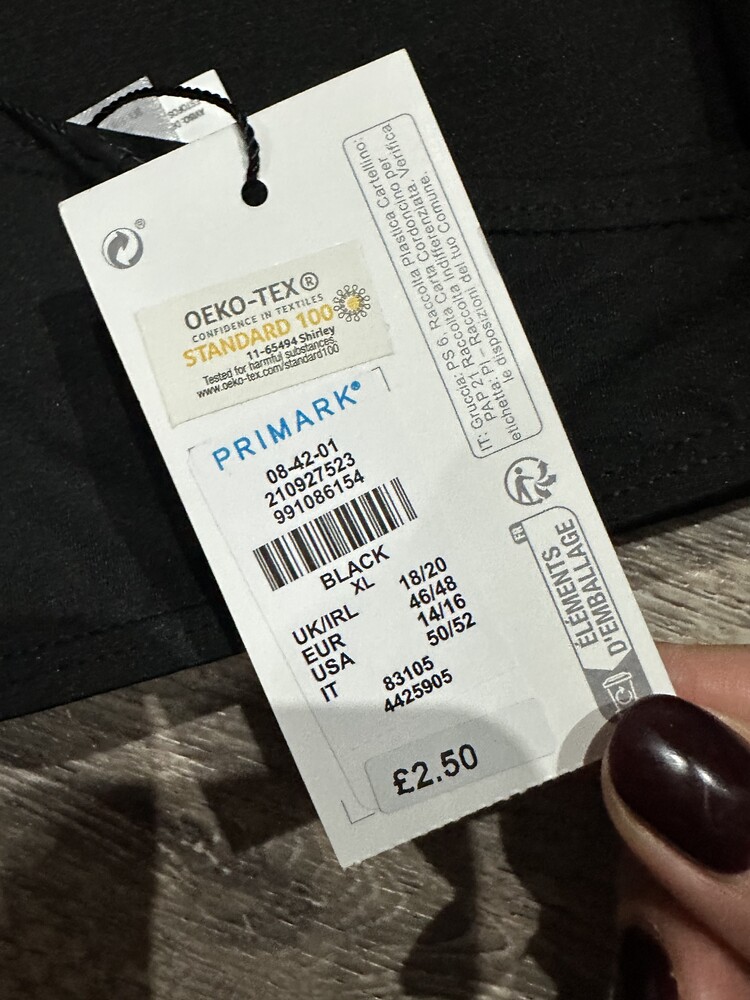 OEKO-TEX®
CONFIDENCE IN TEXTILES
STANDARD 100
11-65494 Shirley
Tested for harmful substances.
www.oeko-tex.com/standard100
PRIMARK®
08-42-01
210927523
991086154
BLACK
XL
UK/IRL 18/20
EUR 46/48
USA 14/16
IT 50/52
83105
4425905
£2.50
IT: Gruccia: PS 6, Raccolta Plastica Cartellino:
PAP 21 Raccolta Carta Cordoncino Per
etichetta: PI – Raccolta Indifferenziata. Verifica
le disposizioni del tuo Comune.
FR
ÉLÉMENTS
D'EMBALLAGE